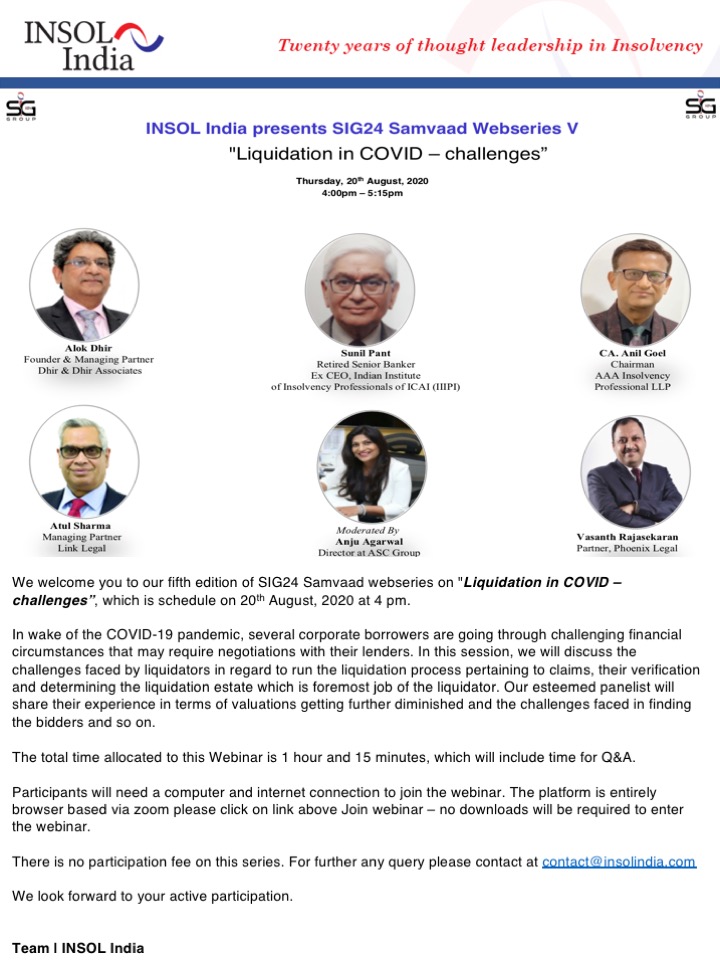 INSOL
India
Twenty years of thought leadership in Insolvency
SIG
GROUP
SIG
GROUP
INSOL India presents SIG24 Samvaad Webseries V
"Liquidation in COVID – challenges”
Thursday, 20th August, 2020
4:00pm – 5:15pm
Alok Dhir
Founder & Managing Partner
Dhir & Dhir Associates
Sunil Pant
Retired Senior Banker
Ex CEO, Indian Institute
of Insolvency Professionals of ICAI (IIIPI)
CA. Anil Goel
Chairman
AAA Insolvency
Professional LLP
Atul Sharma
Managing Partner
Link Legal
Moderated By
Anju Agarwal
Director at ASC Group
Vasanth Rajasekaran
Partner, Phoenix Legal
We welcome you to our fifth edition of SIG24 Samvaad webseries on "Liquidation in COVID –
challenges”, which is schedule on 20th August, 2020 at 4 pm.
In wake of the COVID-19 pandemic, several corporate borrowers are going through challenging financial
circumstances that may require negotiations with their lenders. In this session, we will discuss the
challenges faced by liquidators in regard to run the liquidation process pertaining to claims, their verification
and determining the liquidation estate which is foremost job of the liquidator. Our esteemed panelist will
share their experience in terms of valuations getting further diminished and the challenges faced in finding
the bidders and so on.
The total time allocated to this Webinar is 1 hour and 15 minutes, which will include time for Q&A.
Participants will need a computer and internet connection to join the webinar. The platform is entirely
browser based via zoom please click on link above Join webinar – no downloads will be required to enter
the webinar.
There is no participation fee on this series. For further any query please contact at contact@insolindia.com
We look forward to your active participation.
Team | INSOL India